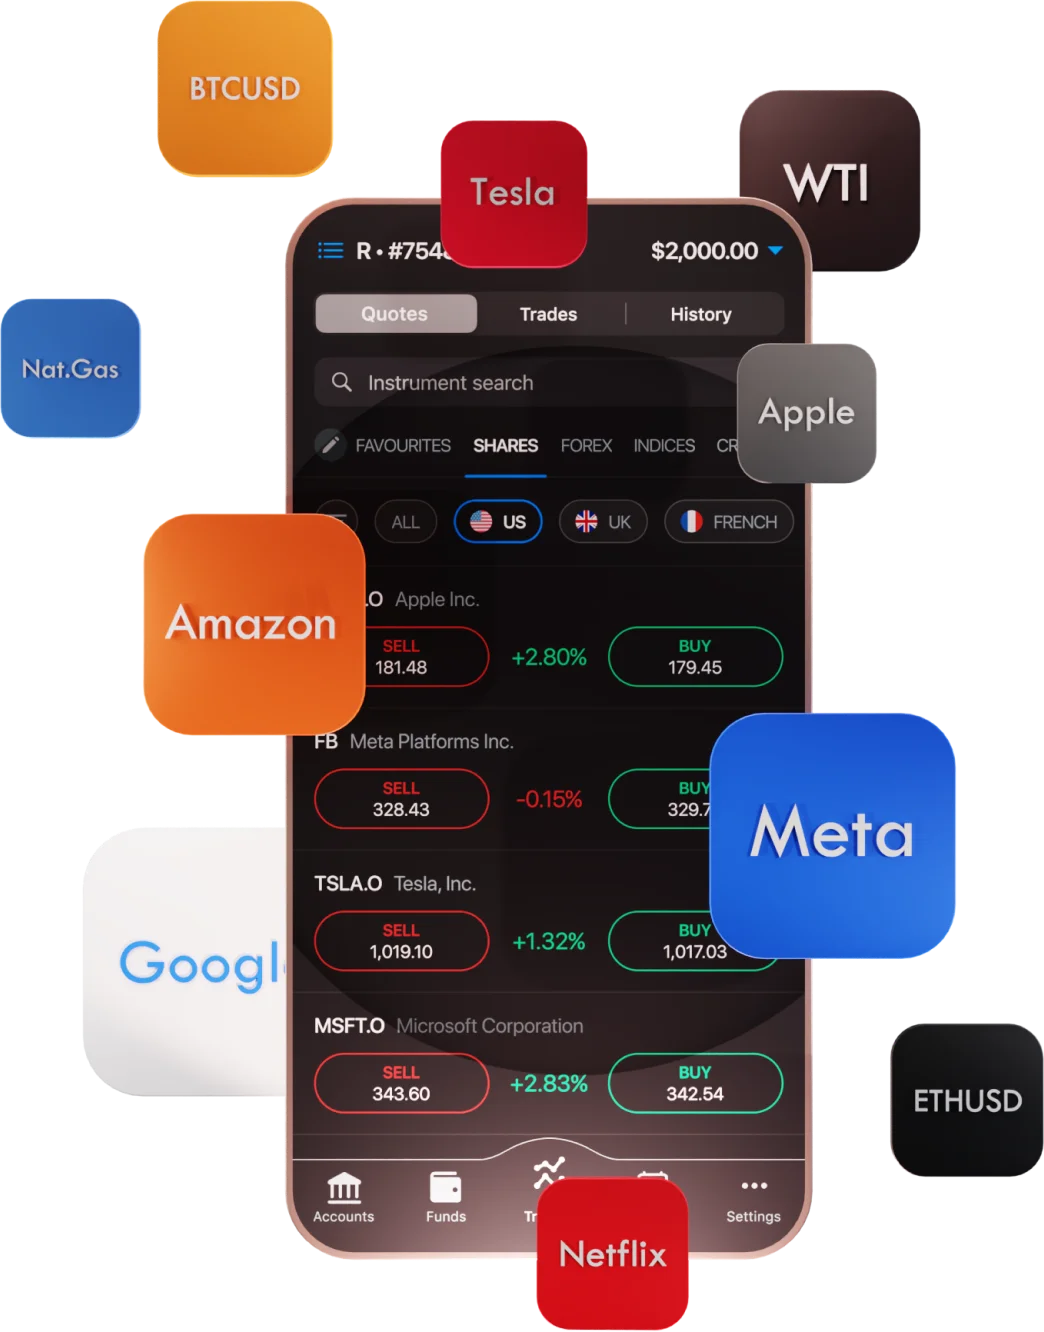 BTCUSD
Tesla
WTI
R • #754
$2,000.00
Quotes
Trades
History
Nat.Gas
Instrument search
Apple
FAVOURITES
SHARES
FOREX
INDICES
CR
ALL
US
UK
FRENCH
Amazon
.O Apple Inc.
SELL
181.48
+2.80%
BUY
179.45
FB Meta Platforms Inc.
SELL
328.43
-0.15%
BUY
329.7
Meta
TSLA.O Tesla, Inc.
SELL
1,019.10
+1.32%
BUY
1,017.03
Googl
MSFT.O Microsoft Corporation
SELL
343.60
+2.83%
BUY
342.54
ETHUSD
Accounts
Funds
Tr
Settings
Netflix